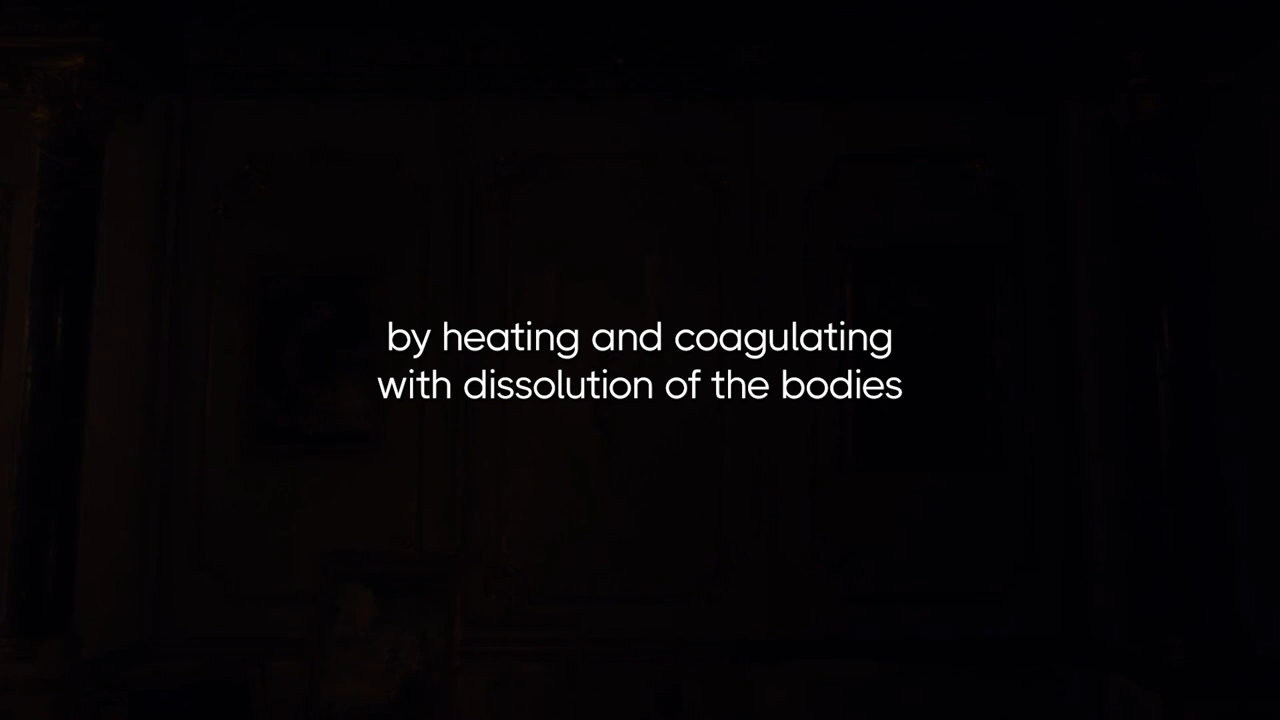 by heating and coagulating
with dissolution of the bodies